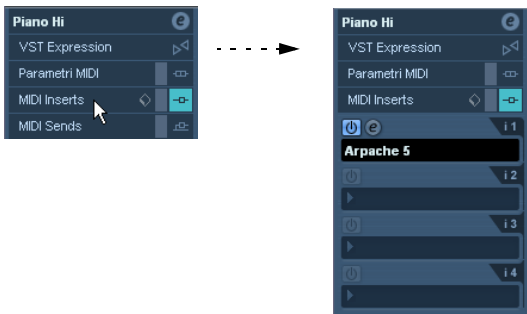 Piano Hi e
VST Expression
Parametri MIDI
MIDI Inserts
MIDI Sends
Piano Hi e
VST Expression
Parametri MIDI
MIDI Inserts
e i 1
Arpache 5
i 2
i 3
i 4